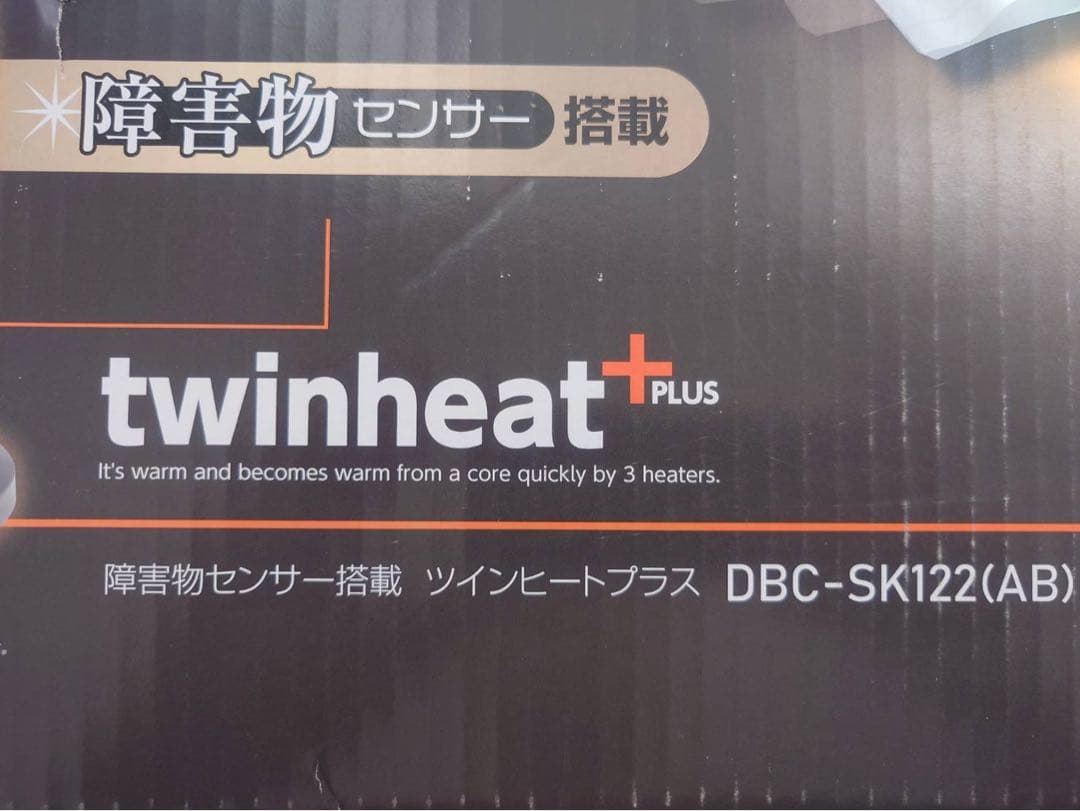 障害物センサー搭載
twinheat+PLUS
It's warm and becomes warm from a core quickly by 3 heaters.
障害物センサー搭載 ツインヒートプラス DBC-SK122(AB)